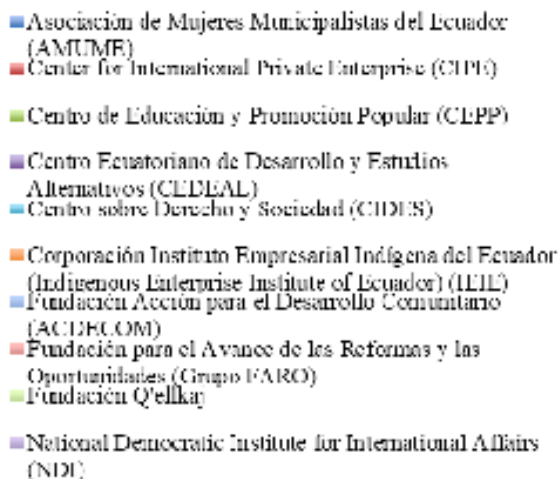 Asociación de Mujeres Municipalistas del Ecuador
(AMUME)
Center for International Private Enterprise (CIPE)
Centro de Educación y Promoción Popular (CEPP)
Centro Ecuatoriano de Desarrollo y Estudios
Alternativos (CEDEAL)
Centro sobre Derecho y Sociedad (CIDES)
Corporación Instituto Empresarial Indígena del Ecuador
(Indigenous Enterprise Institute of Ecuador) (IEIE)
Fundación Acción para el Desarrollo Comunitario
(ACDECOM)
Fundación para el Avance de las Reformas y las
Oportunidades (Grupo FARO)
Fundación Q'ellkaj
National Democratic Institute for International Affairs
(NDI)